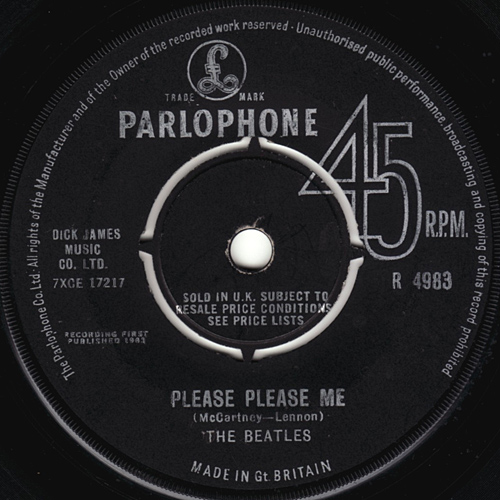 The Parlophone Co. Ltd. All rights of the Manufacturer and of the Owner of the recorded work reserved · Unauthorised public performance, broadcasting and copying of this record prohibited
£
TRADE MARK
PARLOPHONE
45
R.P.M.
DICK JAMES
MUSIC
CO. LTD.
7XCE 17217
R 4983
SOLD IN U.K. SUBJECT TO
RESALE PRICE CONDITIONS
SEE PRICE LISTS
RECORDING FIRST
PUBLISHED 1963
PLEASE PLEASE ME
(McCartney—Lennon)
THE BEATLES
MADE IN Gt. BRITAIN